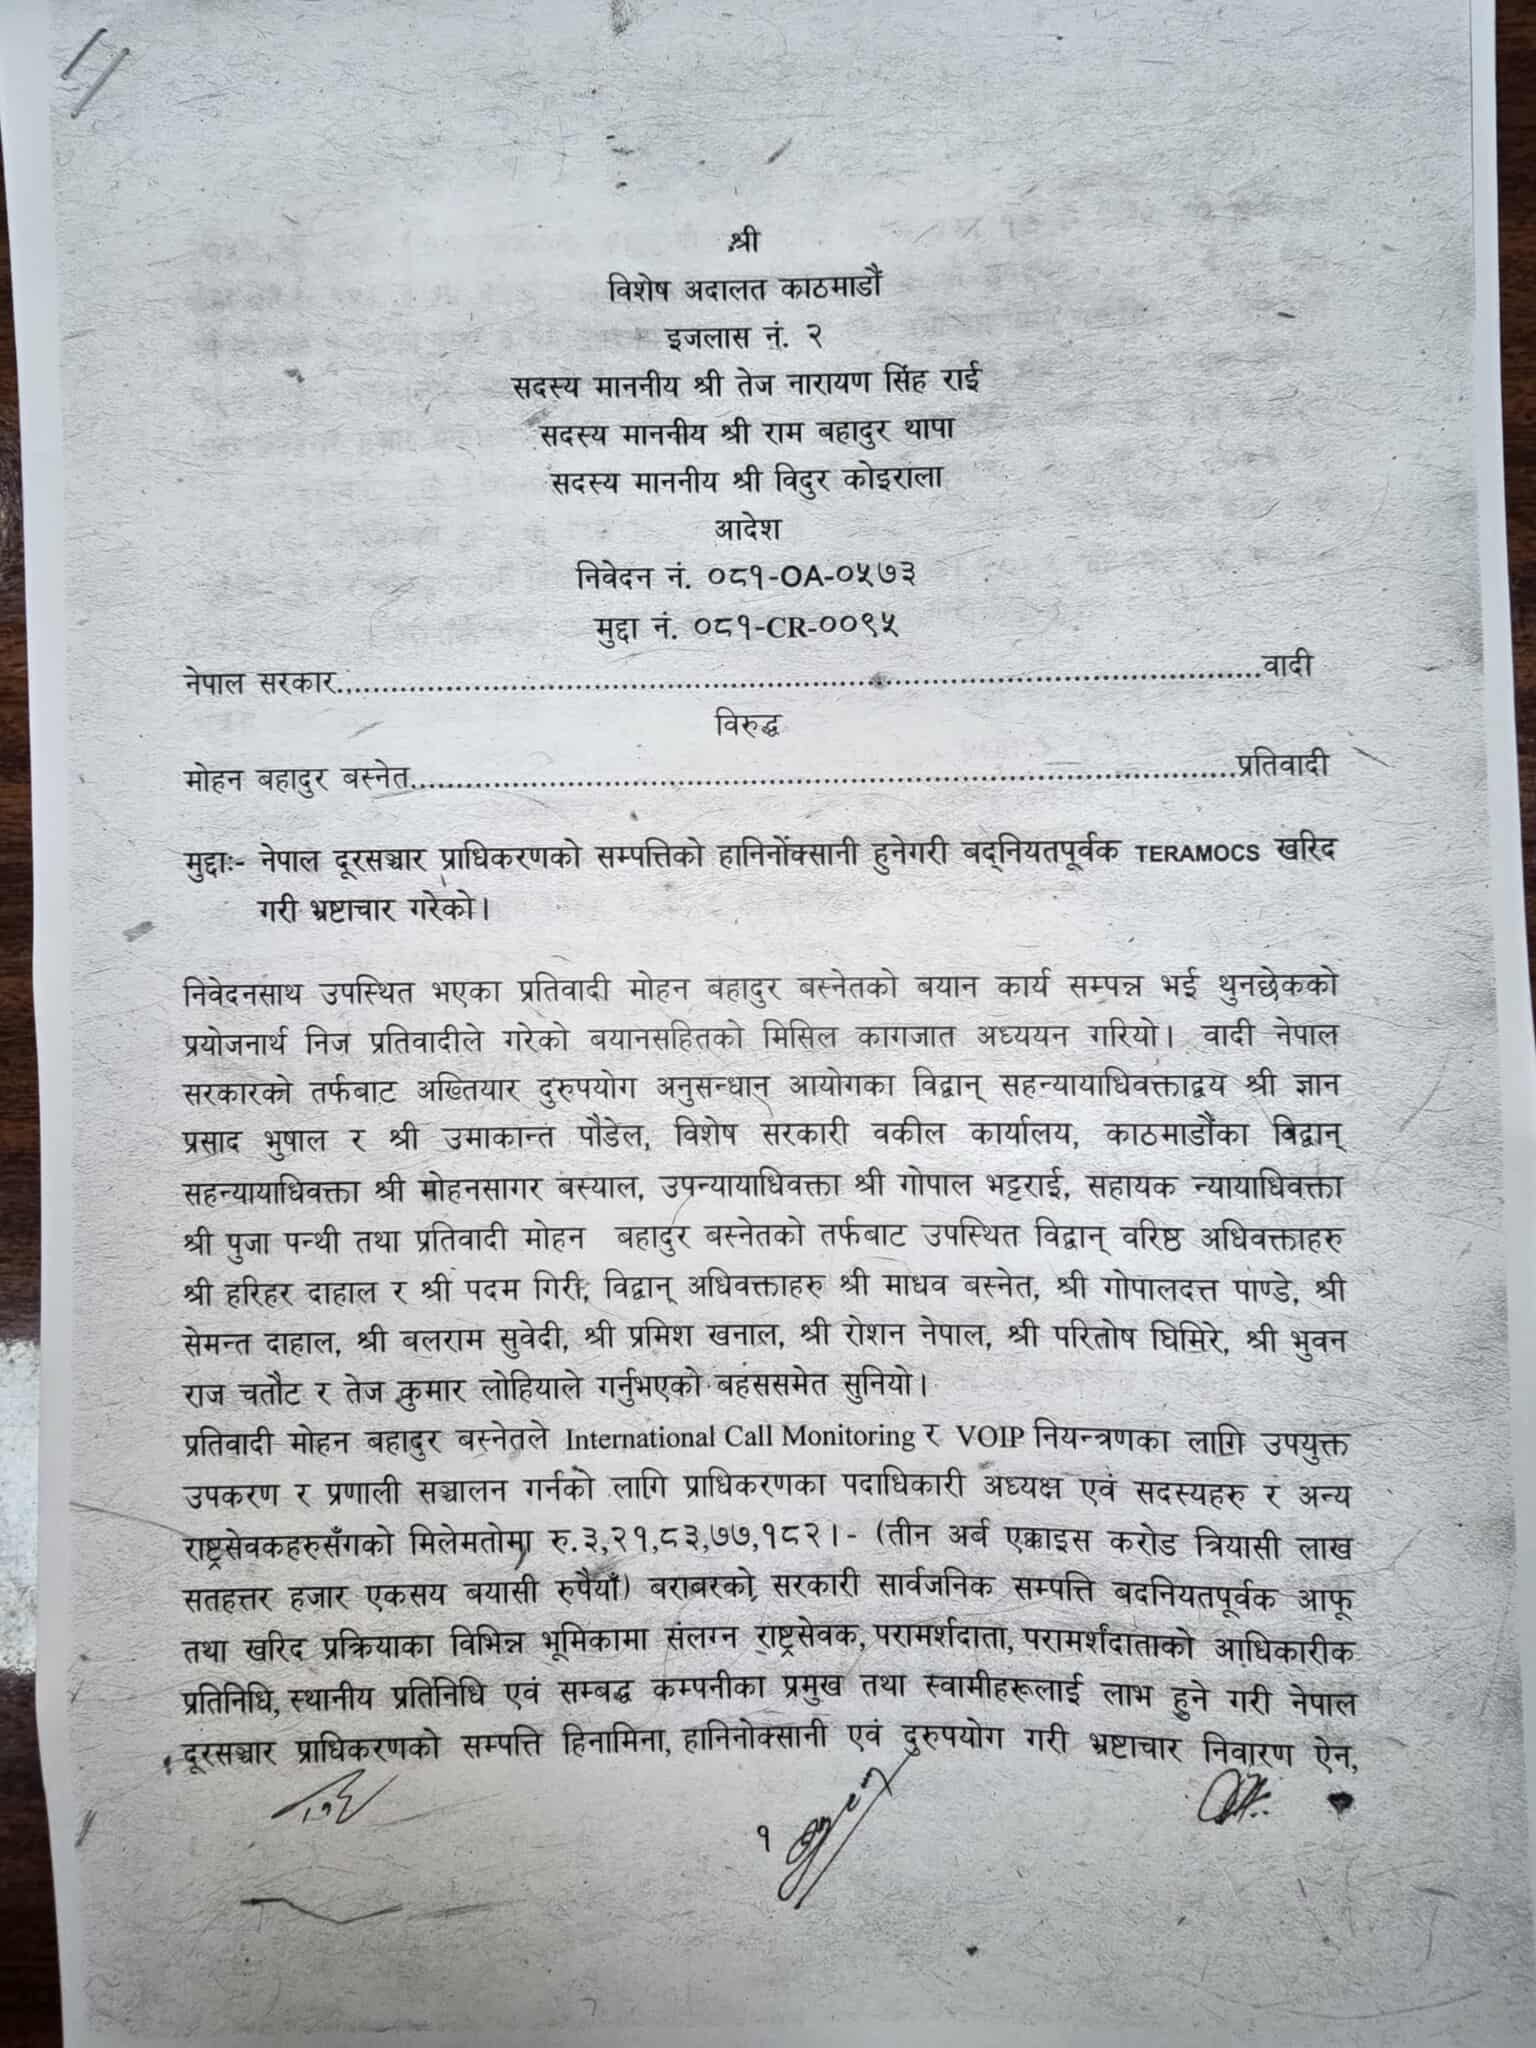 श्री
विशेष अदालत काठमाडौं
इजलास नं. २
सदस्य माननीय श्री तेज नारायण सिंह राई
सदस्य माननीय श्री राम बहादुर थापा
सदस्य माननीय श्री विदुर कोइराला
आदेश
निवेदन नं. ०८१-OA-०५७३
मुद्दा नं. ०८१-CR-००९५
नेपाल सरकार..........................................................................................वादी
विरुद्ध
मोहन बहादुर बस्नेत................................................................................प्रतिवादी
मुद्दाः- नेपाल दूरसञ्चार प्राधिकरणको सम्पत्तिको हानिनोंक्सानी हुनेगरी बद्नियतपूर्वक TERAMOCS खरिद
गरी भ्रष्टाचार गरेको।
निवेदनसाथ उपस्थित भएका प्रतिवादी मोहन बहादुर बस्नेतको बयान कार्य सम्पन्न भई थुनछेकको
प्रयोजनार्थ निज प्रतिवादीले गरेको बयानसहितको मिसिल कागजात अध्ययन गरियो। वादी नेपाल
सरकारको तर्फबाट अख्तियार दुरुपयोग अनुसन्धान आयोगका विद्वान् सहन्यायाधिवक्ताद्वय श्री ज्ञान
प्रसाद भुषाल र श्री उमाकान्त पौडेल, विशेष सरकारी वकील कार्यालय, काठमाडौंका विद्वान्
सहन्यायाधिवक्ता श्री मोहनसागर बस्याल, उपन्यायाधिवक्ता श्री गोपाल भट्टराई, सहायक न्यायाधिवक्ता
श्री पुजा पन्थी तथा प्रतिवादी मोहन बहादुर बस्नेतको तर्फबाट उपस्थित विद्वान् वरिष्ठ अधिवक्ताहरु
श्री हरिहर दाहाल र श्री पदम गिरी, विद्वान् अधिवक्ताहरु श्री माधव बस्नेत, श्री गोपालदत्त पाण्डे, श्री
सेमन्त दाहाल, श्री बलराम सुवेदी, श्री प्रमिश खनाल, श्री रोशन नेपाल, श्री परितोष घिमिरे, श्री भुवन
राज चतौट र तेज कुमार लोहियाले गर्नुभएको बहससमेत सुनियो।
प्रतिवादी मोहन बहादुर बस्नेतले International Call Monitoring र VOIP नियन्त्रणका लागि उपयुक्त
उपकरण र प्रणाली सञ्चालन गर्नको लागि प्राधिकरणका पदाधिकारी अध्यक्ष एवं सदस्यहरु र अन्य
राष्ट्रसेवकहरुसँगको मिलेमतोमा रु.३,२१,८३,७७,१८२।- (तीन अर्ब एक्काइस करोड त्रियासी लाख
सतहत्तर हजार एकसय बयासी रुपैयाँ) बराबरको सरकारी सार्वजनिक सम्पत्ति बदनियतपूर्वक आफू
तथा खरिद प्रक्रियाका विभिन्न भूमिकामा संलग्न राष्ट्रसेवक, परामर्शदाता, परामर्शदाताको आधिकारीक
प्रतिनिधि, स्थानीय प्रतिनिधि एवं सम्बद्ध कम्पनीका प्रमुख तथा स्वामीहरूलाई लाभ हुने गरी नेपाल
दूरसञ्चार प्राधिकरणको सम्पत्ति हिनामिना, हानिनोक्सानी एवं दुरुपयोग गरी भ्रष्टाचार निवारण ऐन,
१